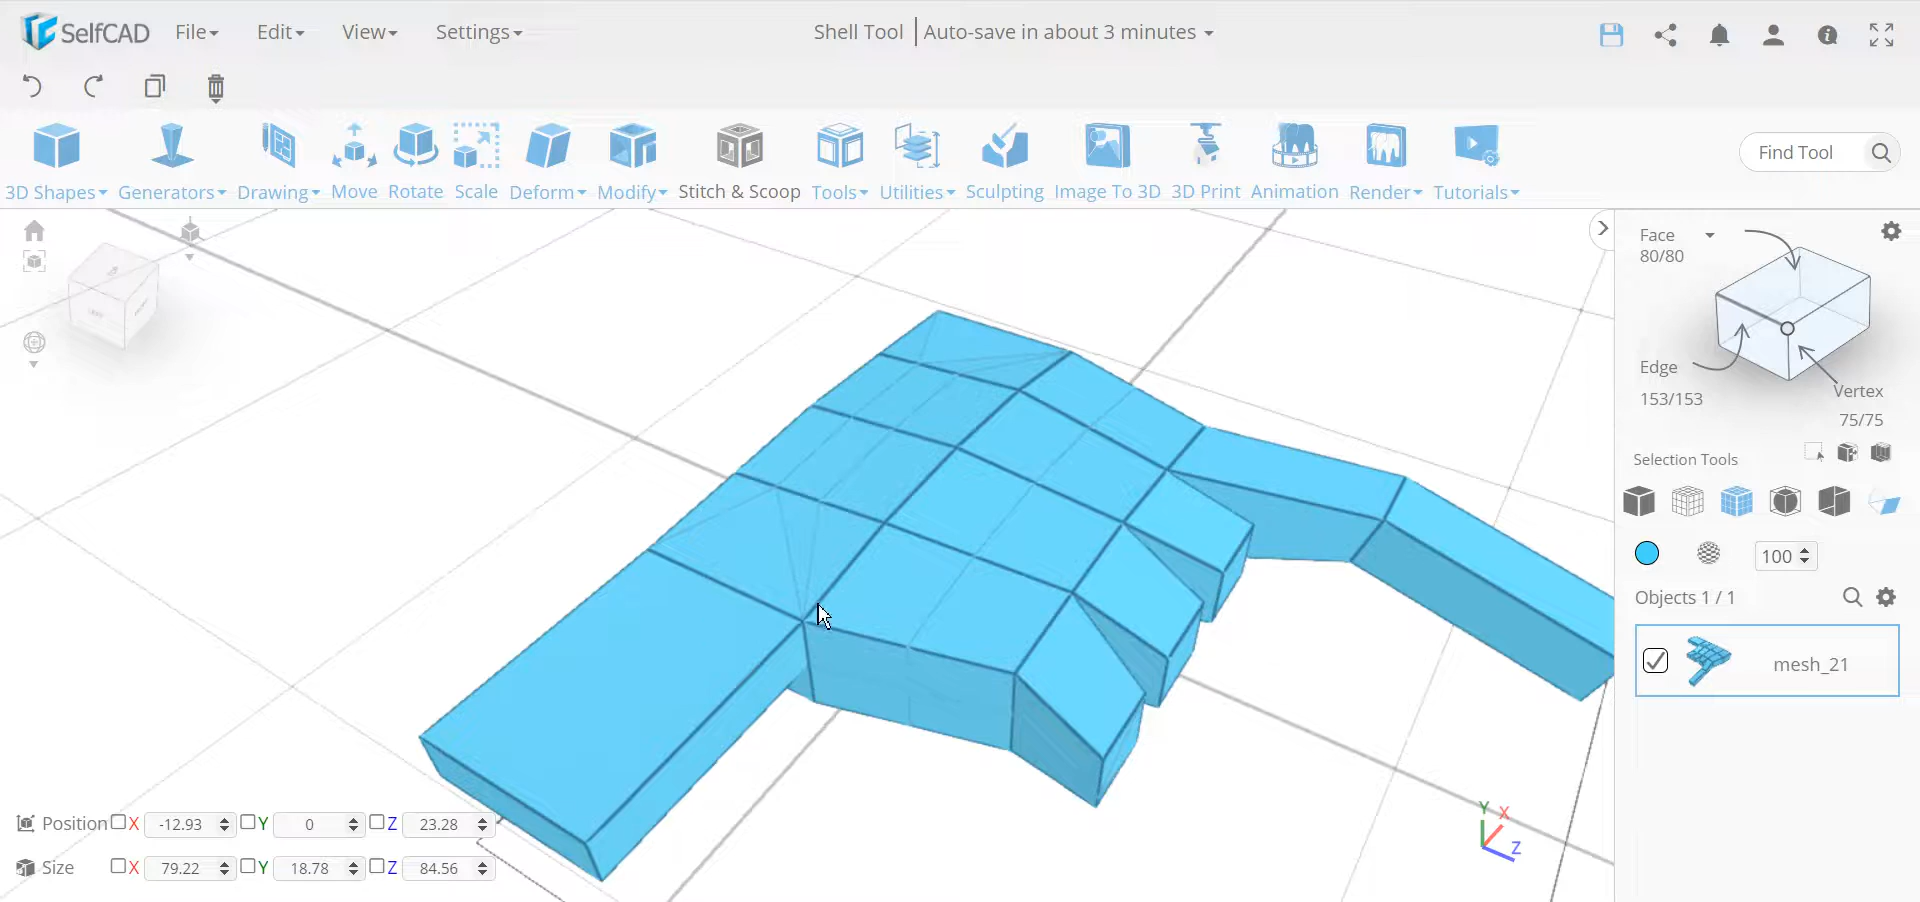 SelfCAD File Edit View Settings Shell Tool Auto-save in about 3 minutes
3D Shapes Generators Drawing Move Rotate Scale Deform Modify Stitch & Scoop Tools Utilities Sculpting Image To 3D 3D Print Animation Render Tutorials
Find Tool
Face
80/80
Edge
153/153
Vertex
75/75
Selection Tools
100
Objects 1 / 1
mesh_21
Position X -12.93 Y 0 Z 23.28
Size X 79.22 Y 18.78 Z 84.56
Y X
Z